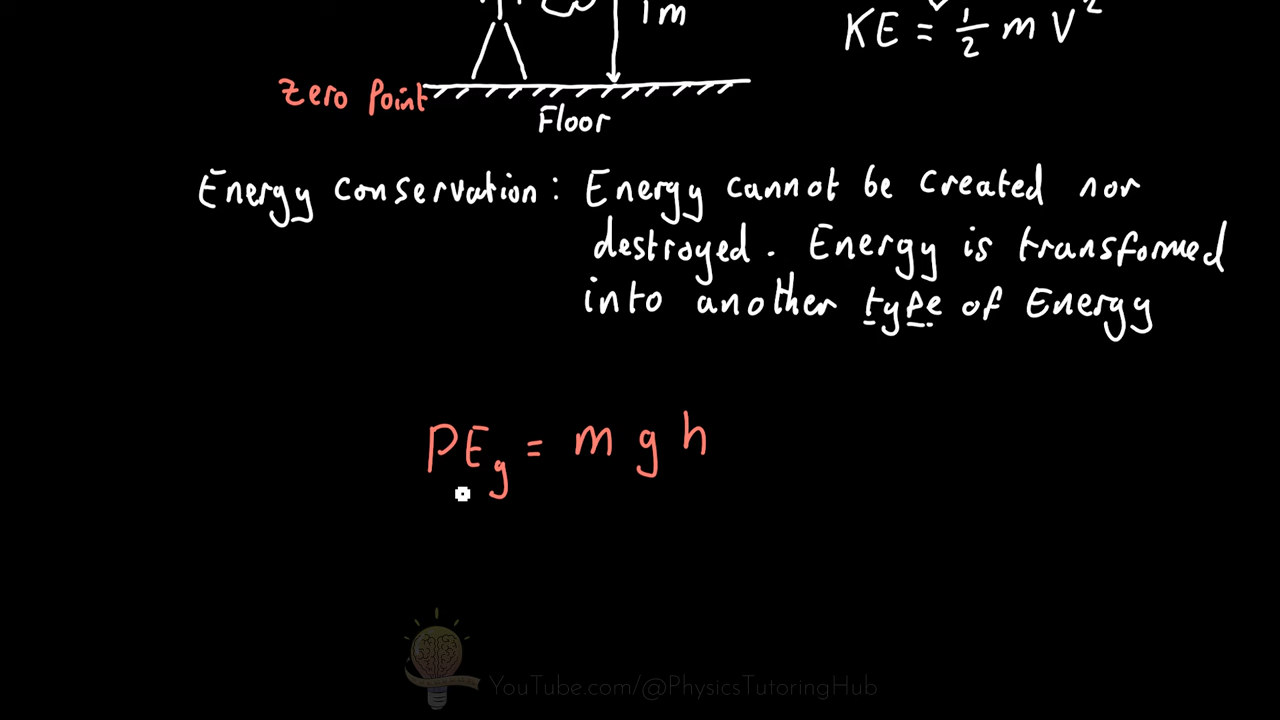 1m
KE = 1/2 m V^2
Zero Point
Floor
Energy conservation: Energy cannot be created nor
destroyed. Energy is transformed
into another type of Energy
PEg = m g h
YouTube.com/@PhysicsTutoringHub